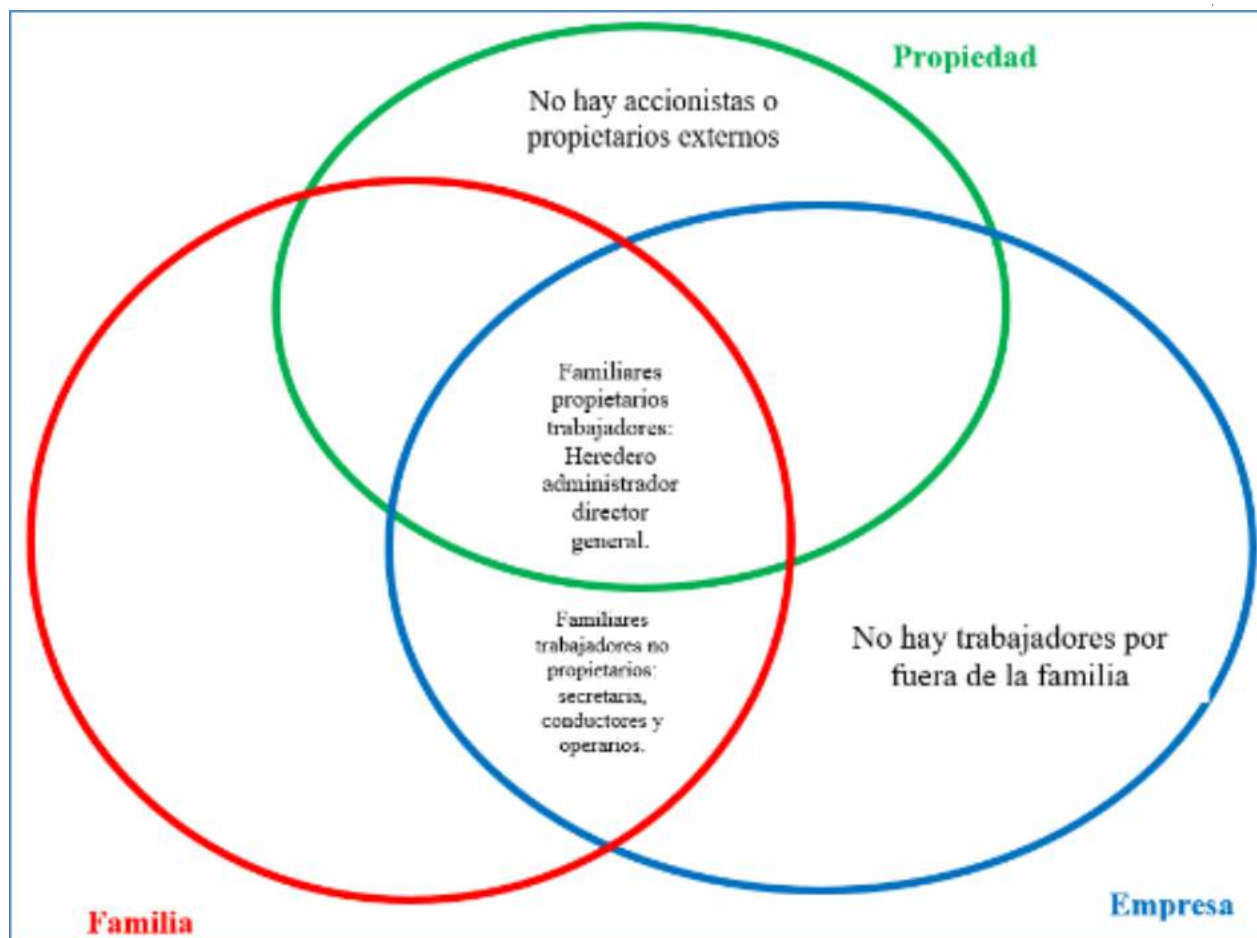 Propiedad
No hay accionistas o
propietarios externos
Familiares
propietarios
trabajadores:
Heredero
administrador
director
general.
Familiares
trabajadores no
propietarios:
secretaria,
conductores y
operarios.
No hay trabajadores por
fuera de la familia
Familia
Empresa